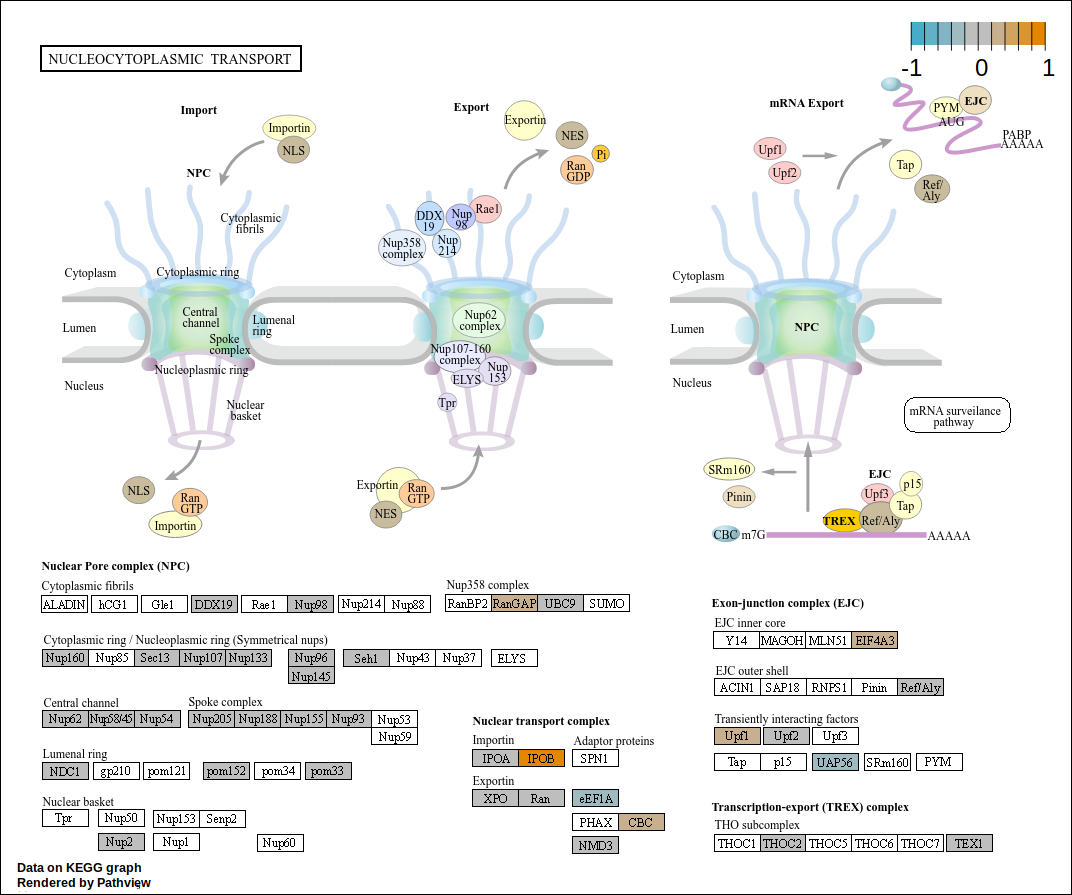 NUCLEOCYTOPLASMIC TRANSPORT
-1 0 1
Import
Importin
NLS
NPC
Cytoplasmic
fibrils
Cytoplasm
Cytoplasmic ring
Central
channel
Lumen
Lumenal
ring
Spoke
complex
Nucleoplasmic ring
Nucleus
Nuclear
basket
NLS
Ran
GTP
Importin
Export
Exportin
NES
Pi
Ran
GDP
DDX
19
Nup
98
Rae1
Nup358
complex
Nup
214
Nup62
complex
Nup107-160
complex
Nup
153
ELYS
Tpr
Exportin
Ran
GTP
NES
mRNA Export
PYM
EJC
AUG
PABP
AAAAA
Upf1
Upf2
Tap
Ref/
Aly
Cytoplasm
Lumen
NPC
Nucleus
mRNA surveilance
pathway
SRm160
Pinin
EJC
Upf3
p15
Tap
TREX
Ref/Aly
CBC
m7G
AAAAA
Nuclear Pore complex (NPC)
Cytoplasmic fibrils
ALADIN hCG1 Gle1 DDX19 Rae1 Nup98 Nup214 Nup88
Nup358 complex
RanBP2 RanGAP UBC9 SUMO
Cytoplasmic ring / Nucleoplasmic ring (Symmetrical nups)
Nup160 Nup85 Sec13 Nup107 Nup133 Nup96 Seh1 Nup43 Nup37 ELYS
Nup145
Central channel
Nup62 Nup58/45 Nup54
Spoke complex
Nup205 Nup188 Nup155 Nup93 Nup53
Nup59
Lumenal ring
NDC1 gp210 pom121 pom152 pom34 pom33
Nuclear basket
Tpr Nup50 Nup153 Senp2
Nup2 Nup1 Nup60
Nuclear transport complex
Importin
IPOA IPOB
Adaptor proteins
SPN1
Exportin
XPO Ran eEF1A
PHAX CBC
NMD3
Exon-junction complex (EJC)
EJC inner core
Y14 MAGOH MLN51 EIF4A3
EJC outer shell
ACIN1 SAP18 RNPS1 Pinin Ref/Aly
Transiently interacting factors
Upf1 Upf2 Upf3
Tap p15 UAP56 SRm160 PYM
Transcription-export (TREX) complex
THO subcomplex
THOC1 THOC2 THOC5 THOC6 THOC7 TEX1
Data on KEGG graph
Rendered by Pathview